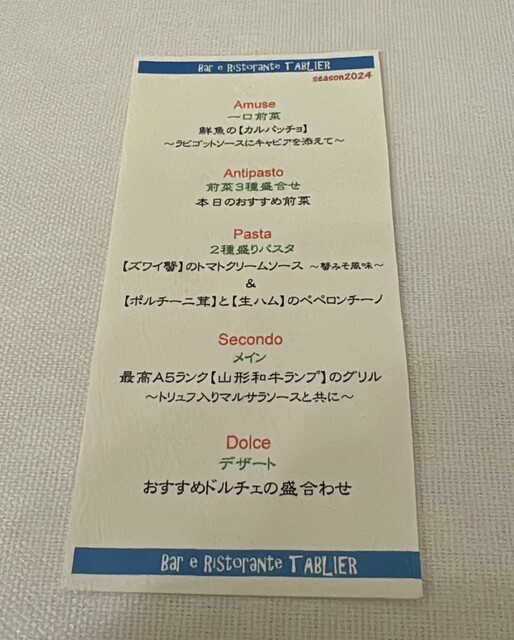 Bar e Ristorante TABLIER
season2024
Amuse
一口前菜
鮮魚の【カルパッチョ】
～ラビゴットソースにキャビアを添えて～
Antipasto
前菜３種盛合せ
本日のおすすめ前菜
Pasta
２種盛りパスタ
【ズワイ蟹】のトマトクリームソース ～蟹みそ風味～
&
【ポルチーニ茸】と【生ハム】のペペロンチーノ
Secondo
メイン
最高A5ランク【山形和牛ランプ】のグリル
～トリュフ入りマルサラソースと共に～
Dolce
デザート
おすすめドルチェの盛合わせ
Bar e Ristorante TABLIER